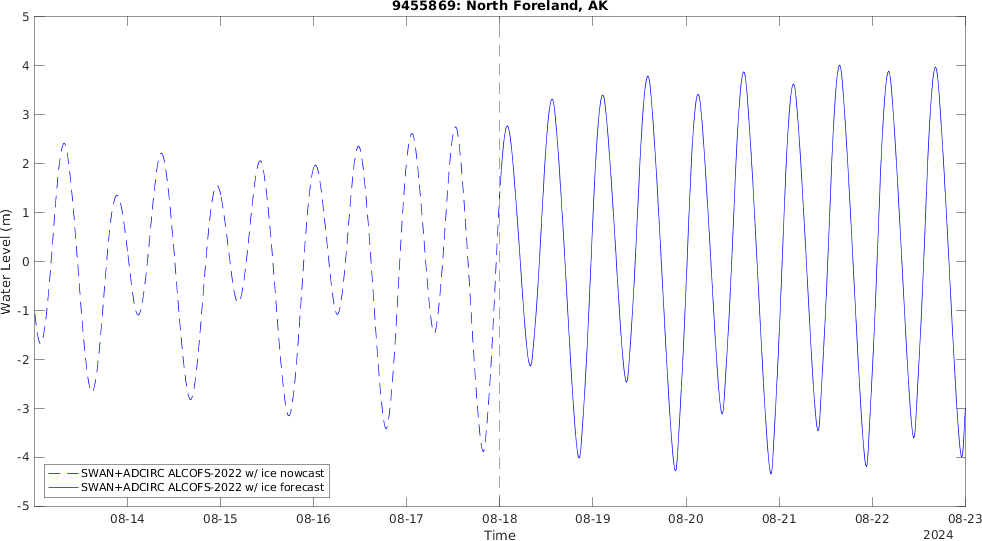 9455869: North Foreland, AK
5
4
3
2
1
0
-1
-2
-3
-4
-5
Water Level (m)
SWAN+ADCIRC ALCOFS-2022 w/ ice nowcast
SWAN+ADCIRC ALCOFS-2022 w/ ice forecast
08-14 08-15 08-16 08-17 08-18 08-19 08-20 08-21 08-22 08-23
Time
2024